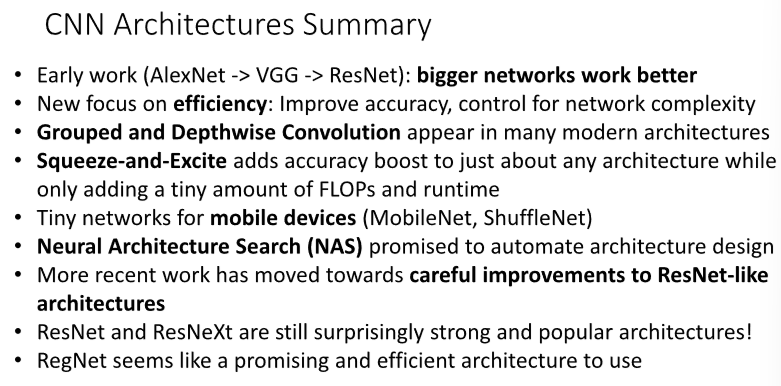 CNN Architectures Summary
• Early work (AlexNet -> VGG -> ResNet): bigger networks work better
• New focus on efficiency: Improve accuracy, control for network complexity
• Grouped and Depthwise Convolution appear in many modern architectures
• Squeeze-and-Excite adds accuracy boost to just about any architecture while
only adding a tiny amount of FLOPs and runtime
• Tiny networks for mobile devices (MobileNet, ShuffleNet)
• Neural Architecture Search (NAS) promised to automate architecture design
• More recent work has moved towards careful improvements to ResNet-like
architectures
• ResNet and ResNeXt are still surprisingly strong and popular architectures!
• RegNet seems like a promising and efficient architecture to use